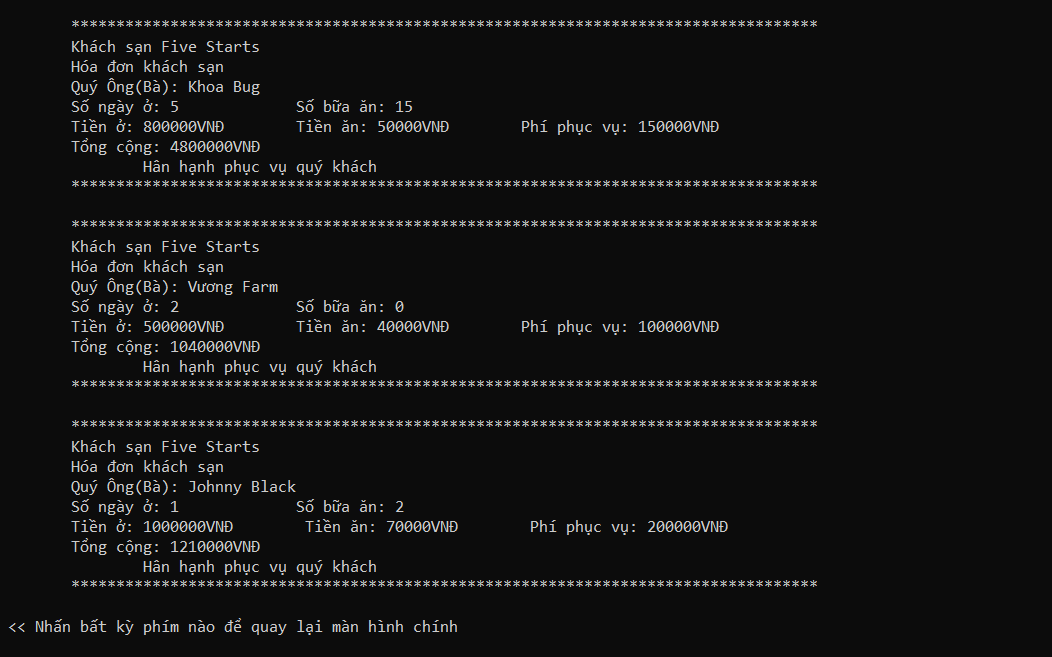 ***********************************************************************************
Khách sạn Five Starts
Hóa đơn khách sạn
Quý Ông(Bà): Khoa Bug
Số ngày ở: 5 Số bữa ăn: 15
Tiền ở: 800000VNĐ Tiền ăn: 50000VNĐ Phí phục vụ: 150000VNĐ
Tổng cộng: 4800000VNĐ
Hân hạnh phục vụ quý khách
***********************************************************************************
***********************************************************************************
Khách sạn Five Starts
Hóa đơn khách sạn
Quý Ông(Bà): Vương Farm
Số ngày ở: 2 Số bữa ăn: 0
Tiền ở: 500000VNĐ Tiền ăn: 40000VNĐ Phí phục vụ: 100000VNĐ
Tổng cộng: 1040000VNĐ
Hân hạnh phục vụ quý khách
***********************************************************************************
***********************************************************************************
Khách sạn Five Starts
Hóa đơn khách sạn
Quý Ông(Bà): Johnny Black
Số ngày ở: 1 Số bữa ăn: 2
Tiền ở: 1000000VNĐ Tiền ăn: 70000VNĐ Phí phục vụ: 200000VNĐ
Tổng cộng: 1210000VNĐ
Hân hạnh phục vụ quý khách
***********************************************************************************
<< Nhấn bất kỳ phím nào để quay lại màn hình chính